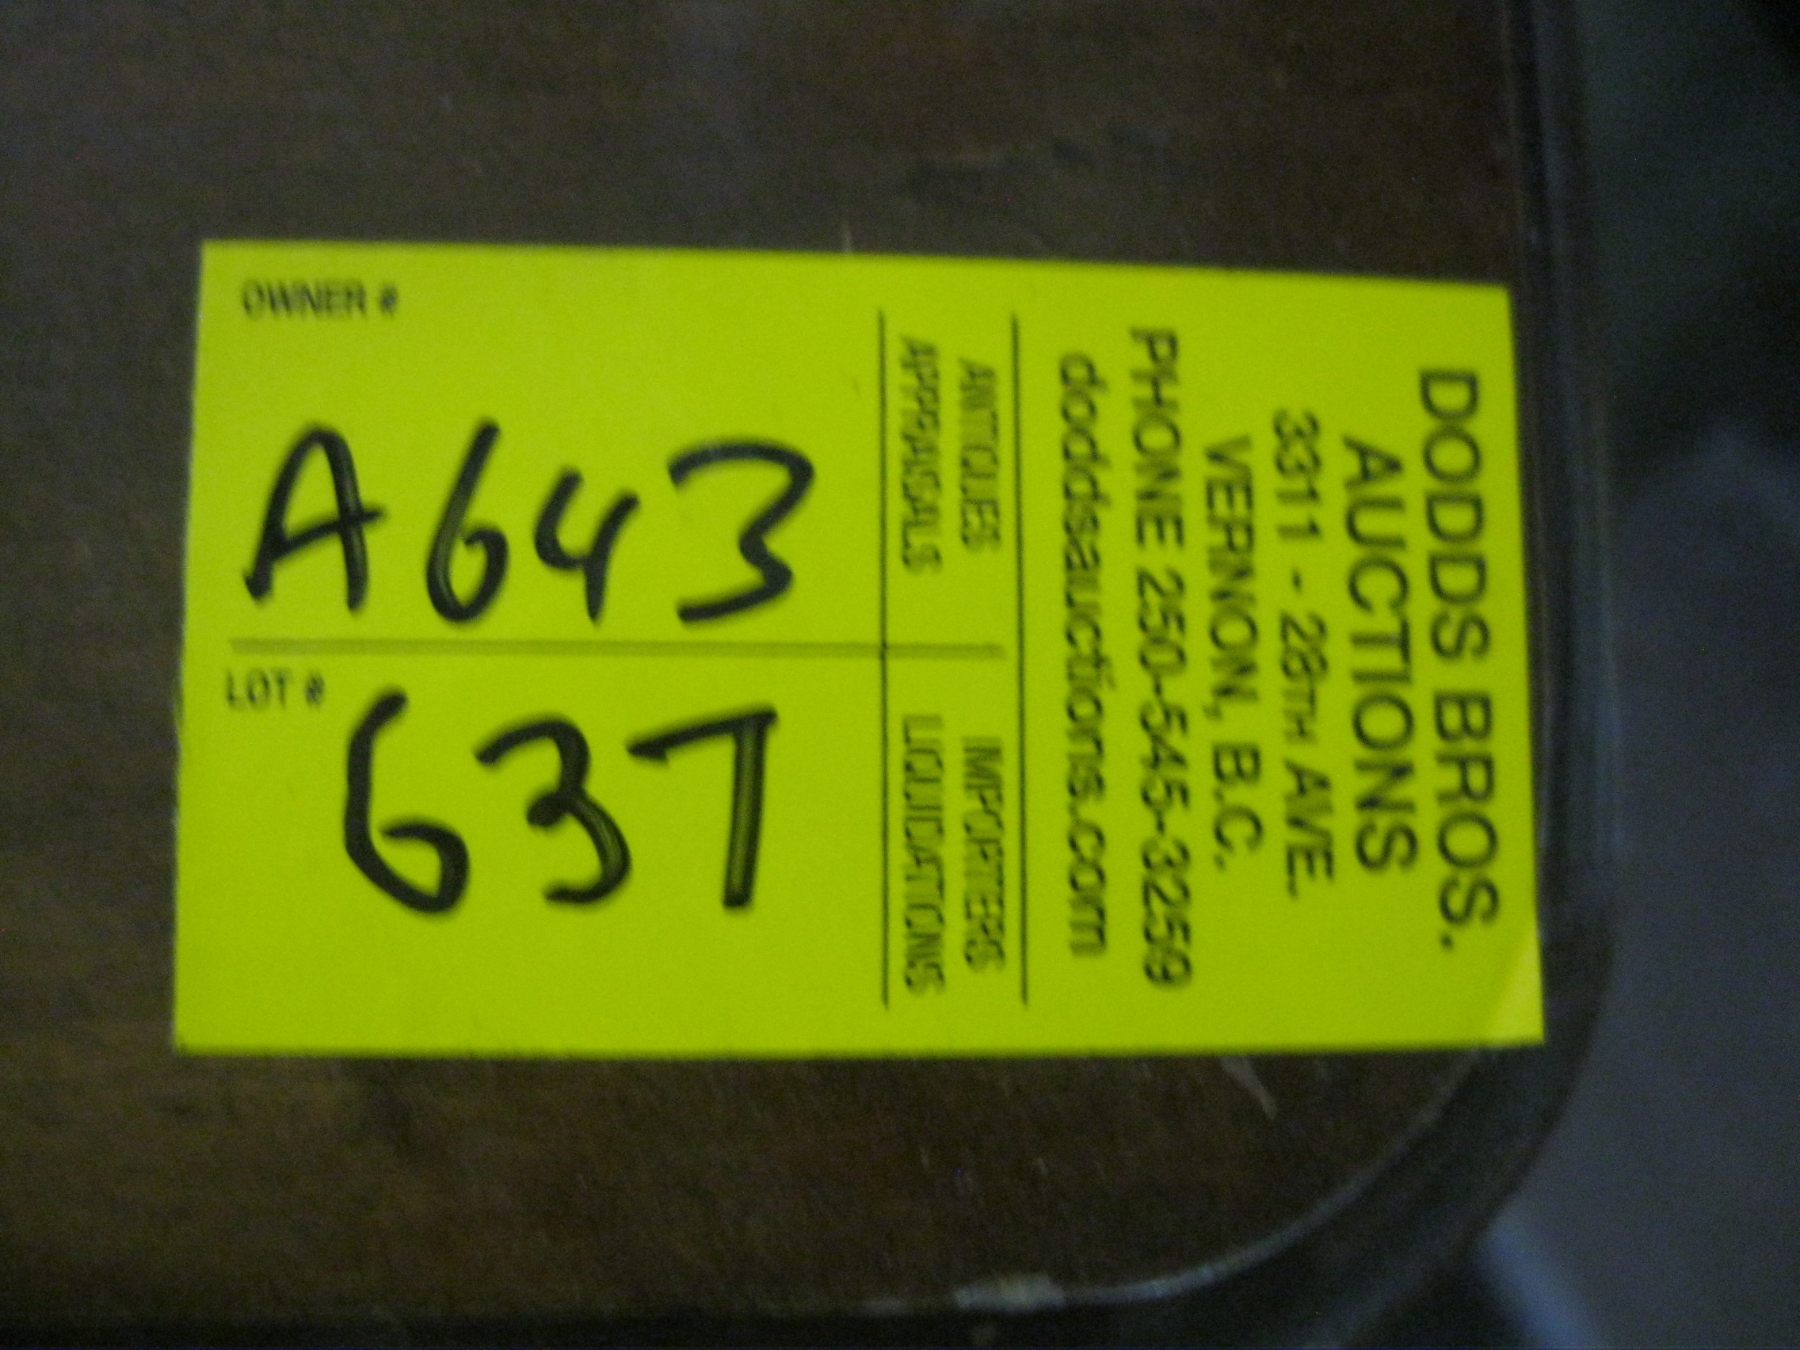 DODDS BROS.
AUCTIONS
3311 - 28TH AVE.
VERNON, B.C.
PHONE 250-545-3259
doddsauctions.com
ANTIQUES IMPORTERS
APPRAISALS LIQUIDATIONS
OWNER #
A643
LOT #
637